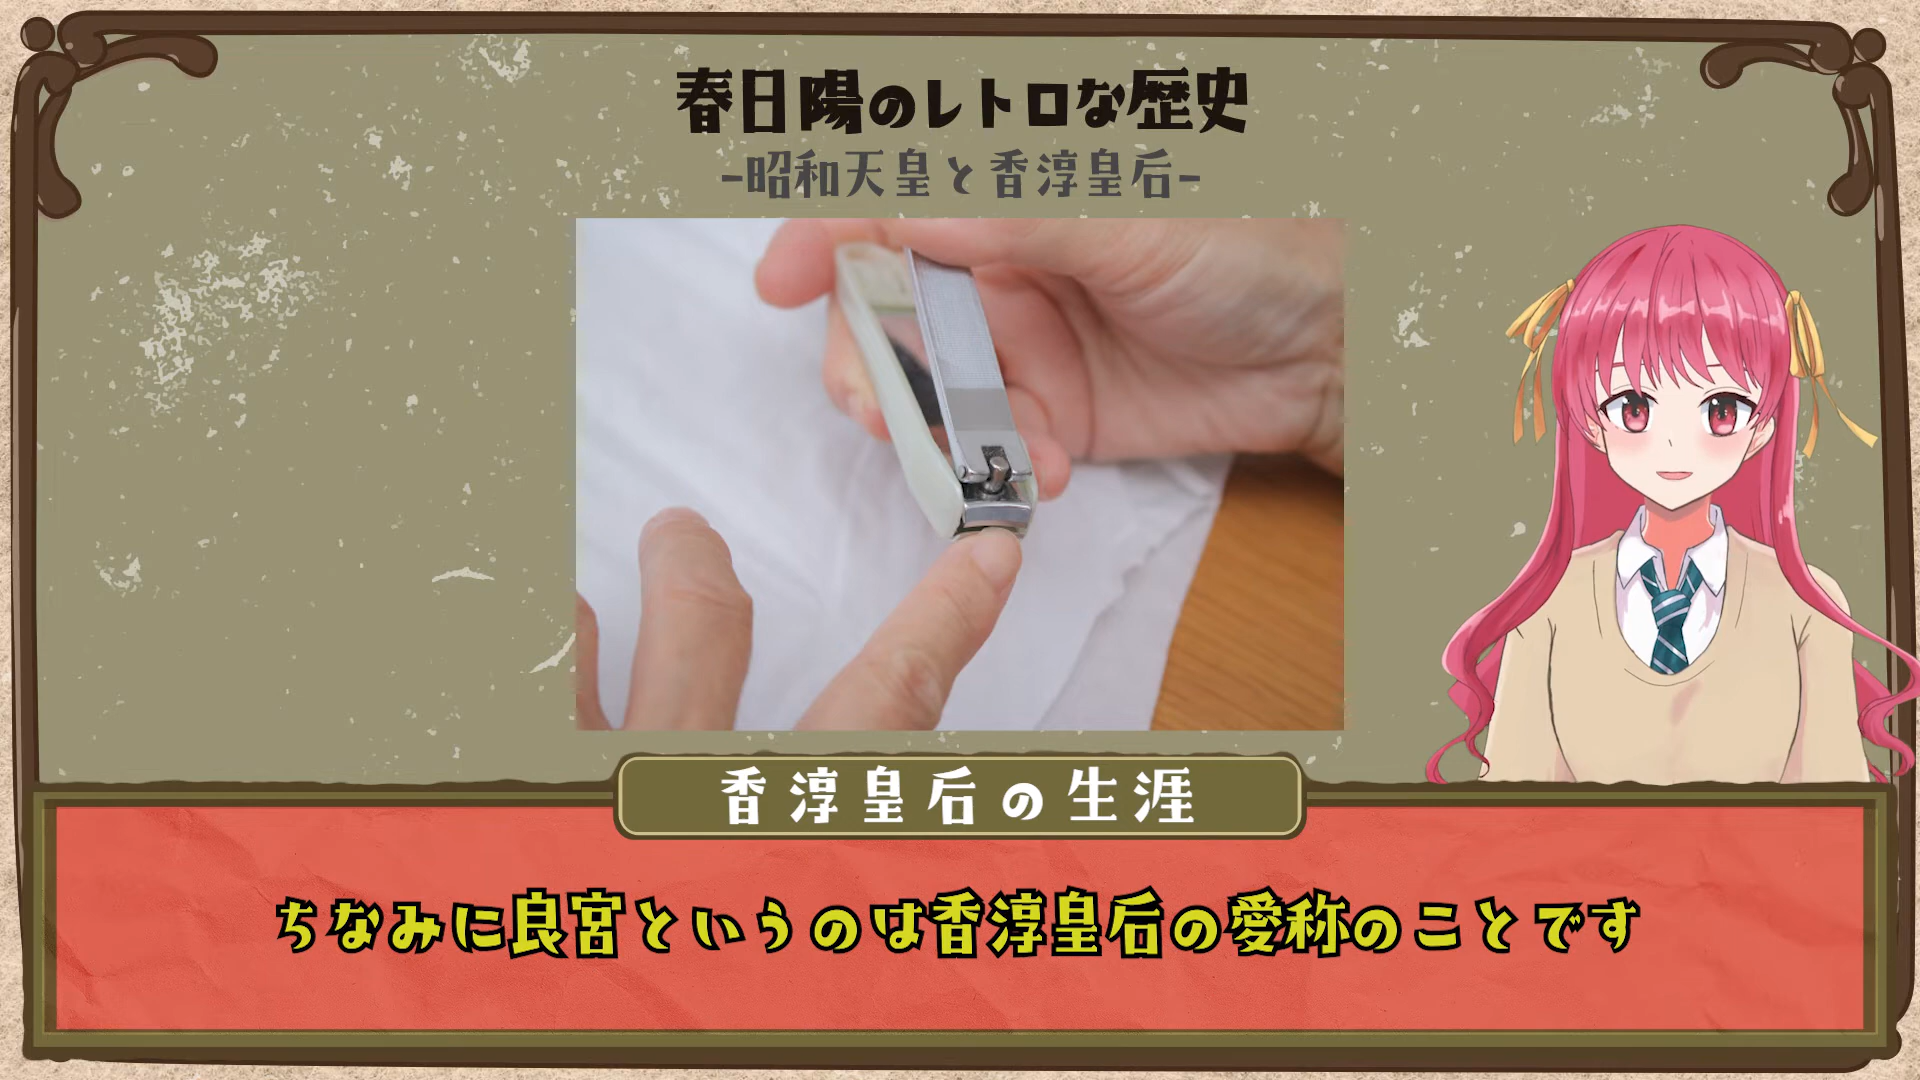 春日陽のレトロな歴史
-昭和天皇と香淳皇后-
香淳皇后の生涯
ちなみに良宮というのは香淳皇后の愛称のことです